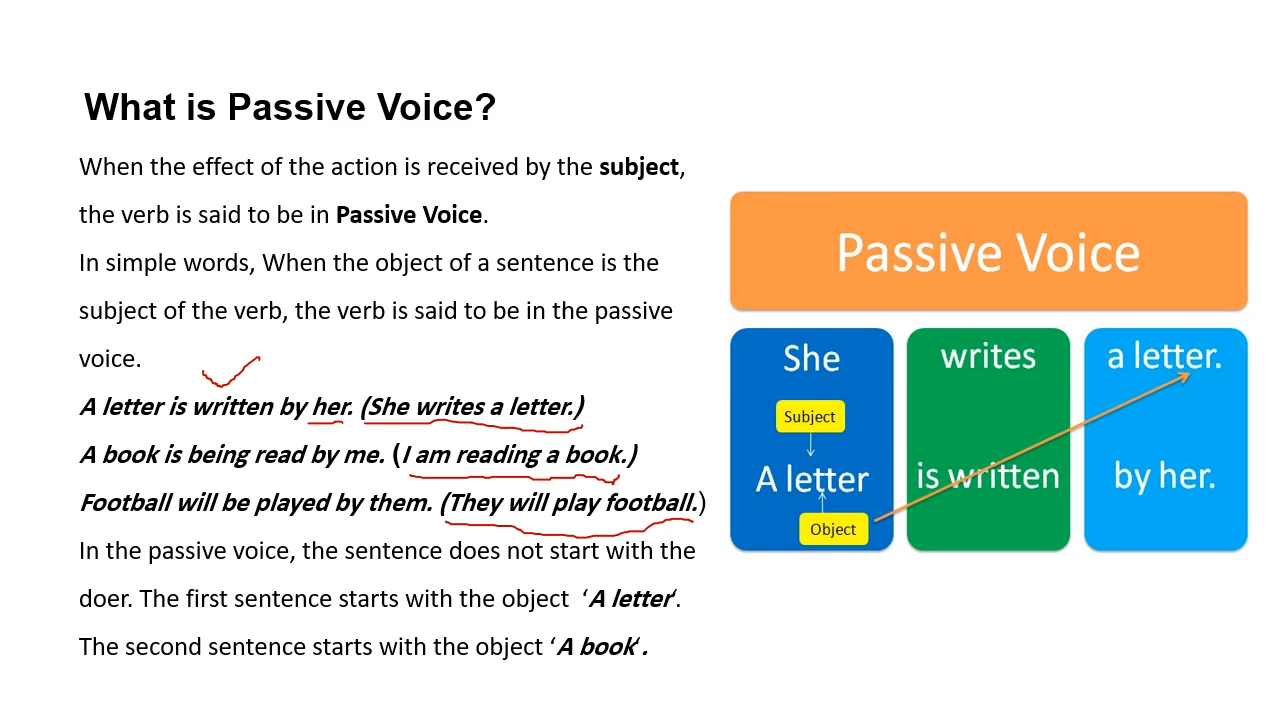 What is Passive Voice?
When the effect of the action is received by the subject,
the verb is said to be in Passive Voice.
In simple words, When the object of a sentence is the
subject of the verb, the verb is said to be in the passive
voice.
A letter is written by her. (She writes a letter.)
A book is being read by me. (I am reading a book.)
Football will be played by them. (They will play football.)
In the passive voice, the sentence does not start with the
doer. The first sentence starts with the object ‘A letter‘.
The second sentence starts with the object ‘A book‘.
Passive Voice
She writes a letter.
Subject
A letter is written by her.
Object